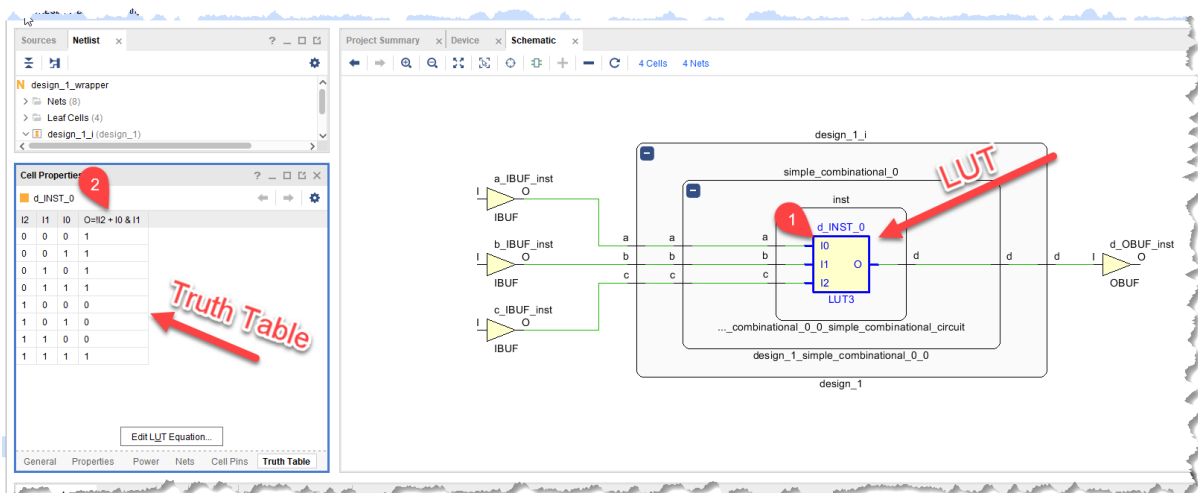 Sources Netlist × ? _
N design_1_wrapper
> Nets (8)
> Leaf Cells (4)
design_1_i (design_1)
Cell Properties ? _ ×
2
d_INST_0
I2 I1 I0 O=!I2 + I0 & I1
0 0 0 1
0 0 1 1
0 1 0 1
0 1 1 1
1 0 0 0
1 0 1 0
1 1 0 0
1 1 1 1
Truth Table
Edit LUT Equation...
General Properties Power Nets Cell Pins Truth Table
Project Summary × Device × Schematic ×
4 Cells 4 Nets
design_1_i
simple_combinational_0
inst
LUT
1
d_INST_0
a_IBUF_inst
I O
IBUF
b_IBUF_inst
I O
IBUF
c_IBUF_inst
I O
IBUF
a a a I0
b b b I1 O d d d
c c c I2
LUT3
d_OBUF_inst
I O
OBUF
..._combinational_0_0_simple_combinational_circuit
design_1_simple_combinational_0_0
design_1